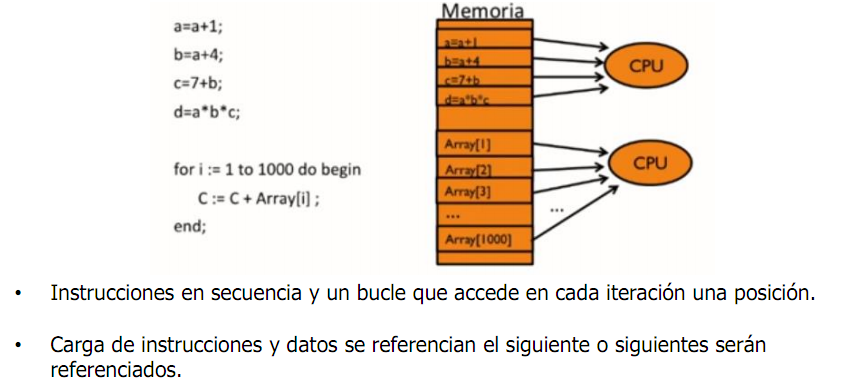 Memoria
a=a+1;
b=a+4;
c=7+b;
d=a*b*c;
for i := 1 to 1000 do begin
C := C + Array[i] ;
end;
a=a+1
b=a+4
c=7+b
d=a*b*c
CPU
Array[1]
Array[2]
Array[3]
...
Array[1000]
CPU
...
• Instrucciones en secuencia y un bucle que accede en cada iteración una posición.
• Carga de instrucciones y datos se referencian el siguiente o siguientes serán
referenciados.